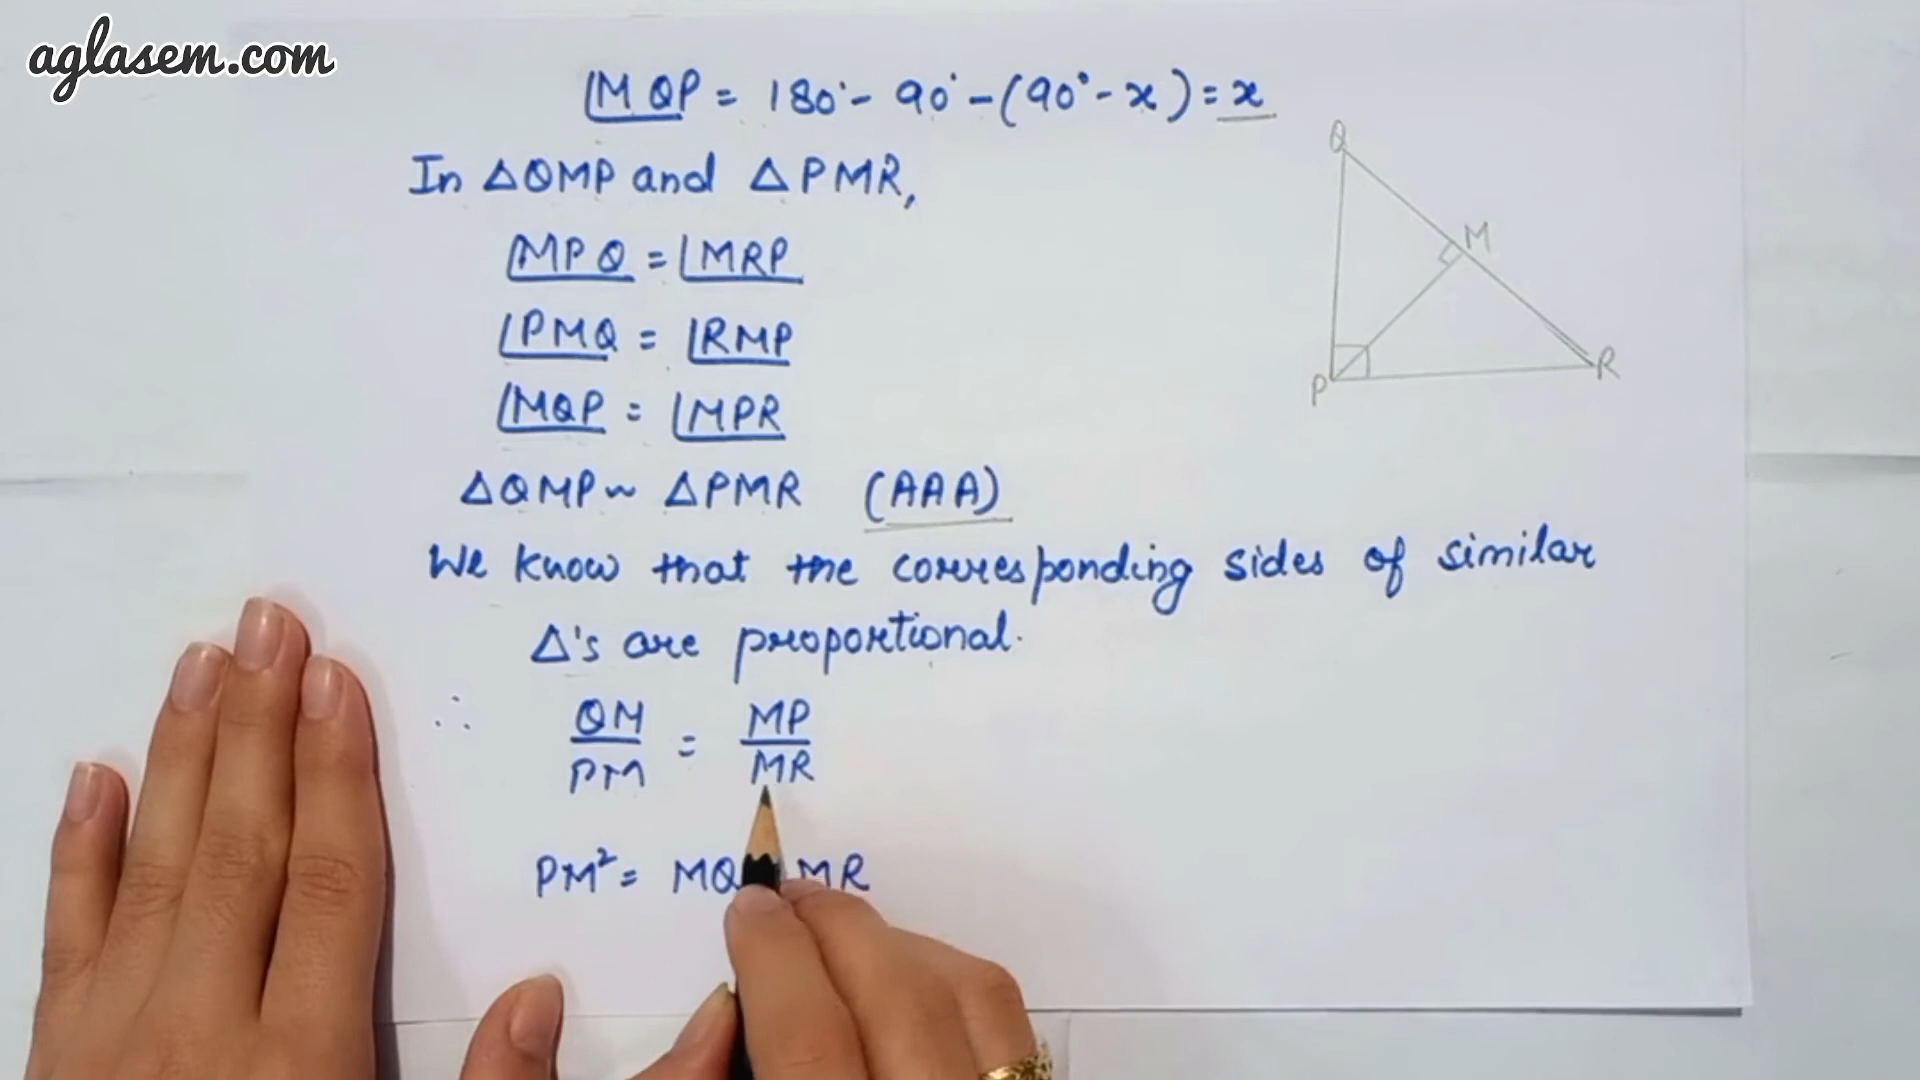 aglasem.com
∠MQP = 180° - 90° - (90° - x) = x
In △QMP and △PMR,
∠MPQ = ∠MRP
∠PMQ = ∠RMP
∠MQP = ∠MPR
△QMP ~ △PMR (AAA)
We know that the corresponding sides of similar
△'s are proportional.
∴ QM/PM = MP/MR
PM² = MQ MR
Q
M
P
R